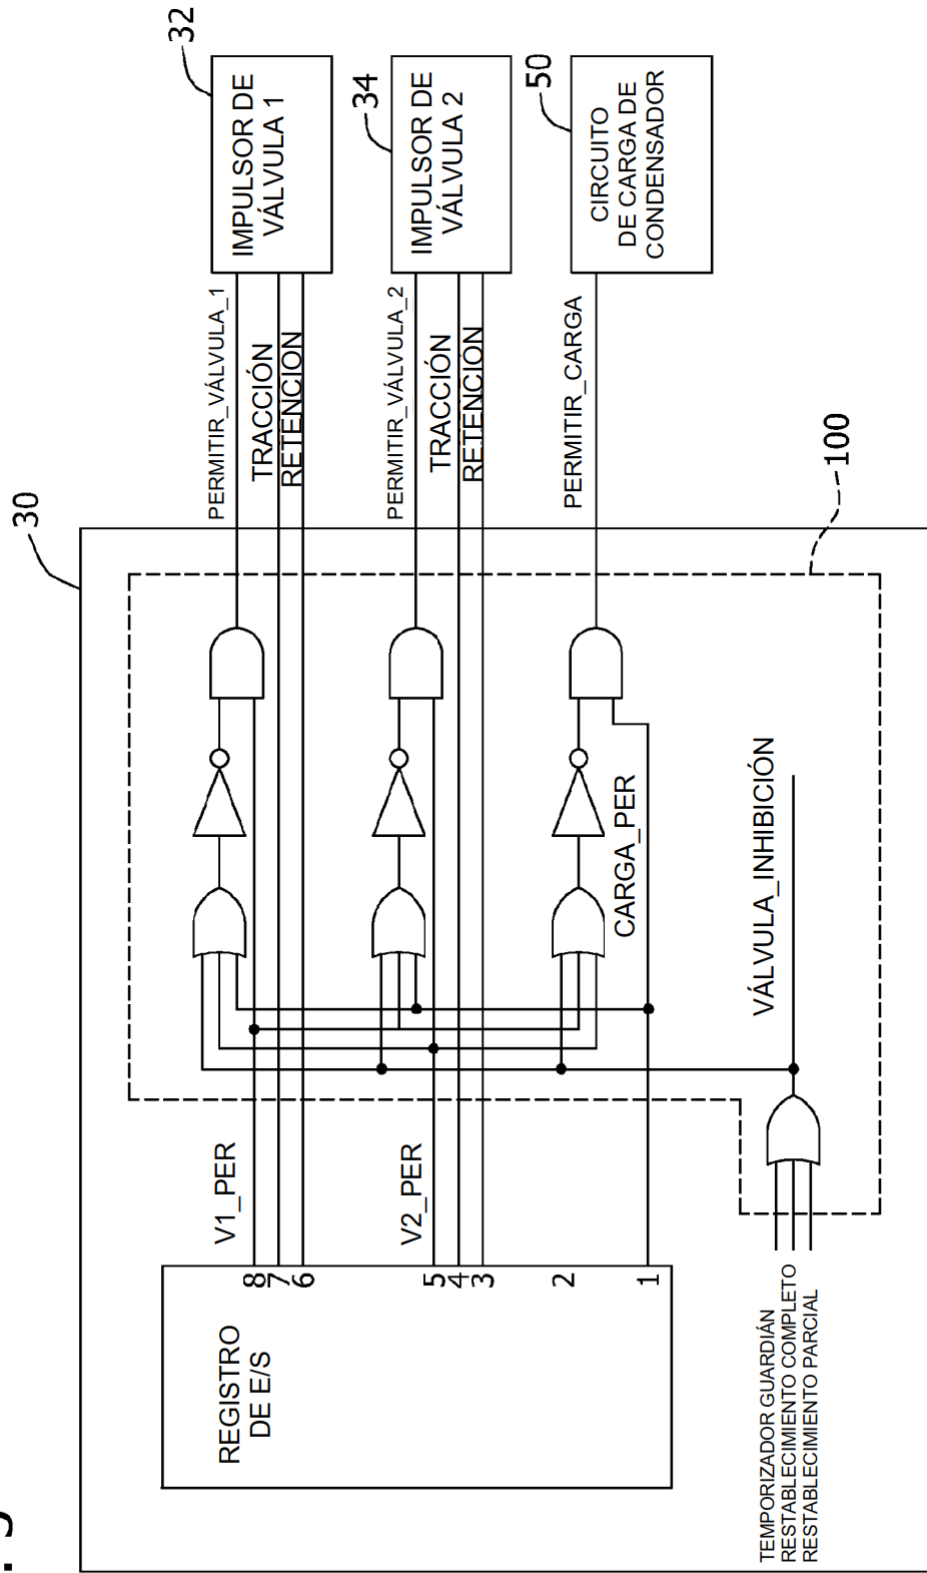 30
REGISTRO
DE E/S
8
7
6
5
4
3
2
1
V1_PER
V2_PER
CARGA_PER
VÁLVULA_INHIBICIÓN
TEMPORIZADOR GUARDIÁN
RESTABLECIMIENTO COMPLETO
RESTABLECIMIENTO PARCIAL
100
PERMITIR_VÁLVULA_1
TRACCIÓN
RETENCION
PERMITIR_VÁLVULA_2
TRACCIÓN
RETENCIÓN
PERMITIR_CARGA
IMPULSOR DE
VÁLVULA 1
32
IMPULSOR DE
VÁLVULA 2
34
CIRCUITO
DE CARGA DE
CONDENSADOR
50